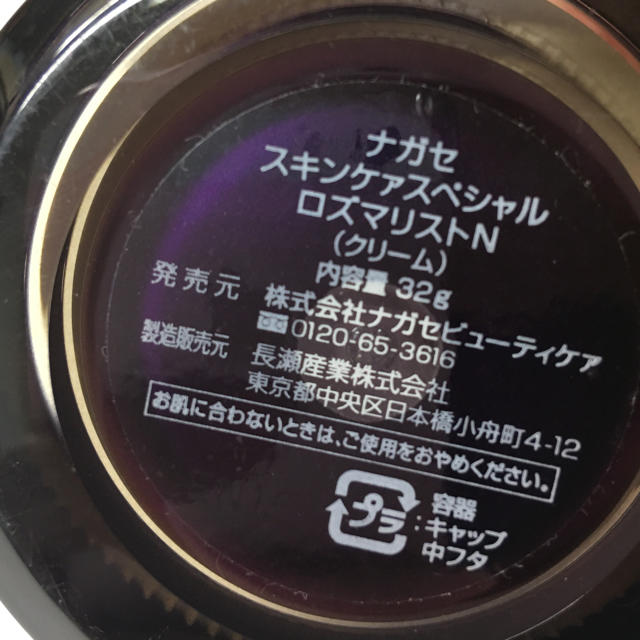 ナガセ
スキンケアスペシャル
ロズマリストN
(クリーム)
内容量 32g
発売元 株式会社ナガセビューティケァ
0120-65-3616
製造販売元 長瀬産業株式会社
東京都中央区日本橋小舟町4-12
お肌に合わないときは、ご使用をおやめください。
プラ:容器
キャップ
中フタ